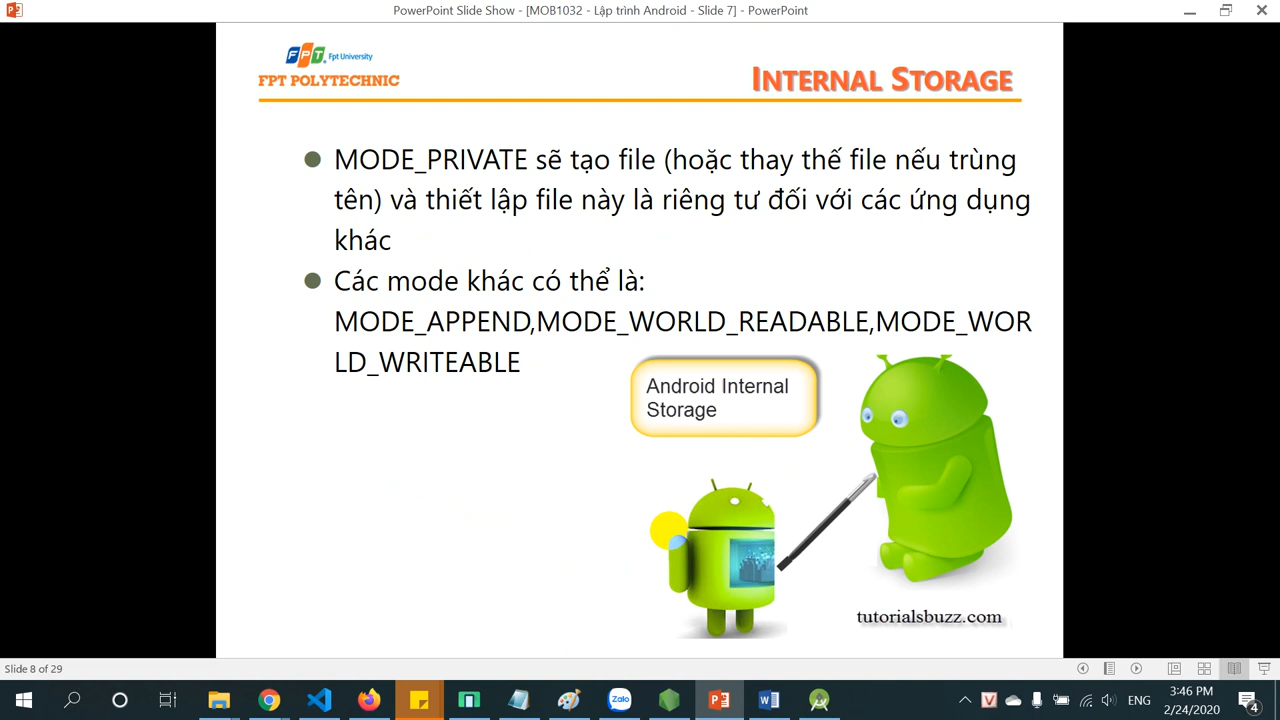 PowerPoint Slide Show - [MOB1032 - Lập trình Android - Slide 7] - PowerPoint
FPT Fpt University
FPT POLYTECHNIC
INTERNAL STORAGE
MODE_PRIVATE sẽ tạo file (hoặc thay thế file nếu trùng
tên) và thiết lập file này là riêng tư đối với các ứng dụng
khác
Các mode khác có thể là:
MODE_APPEND,MODE_WORLD_READABLE,MODE_WOR
LD_WRITEABLE
Android Internal
Storage
tutorialsbuzz.com
Slide 8 of 29
Zalo
ENG
3:46 PM
2/24/2020
4